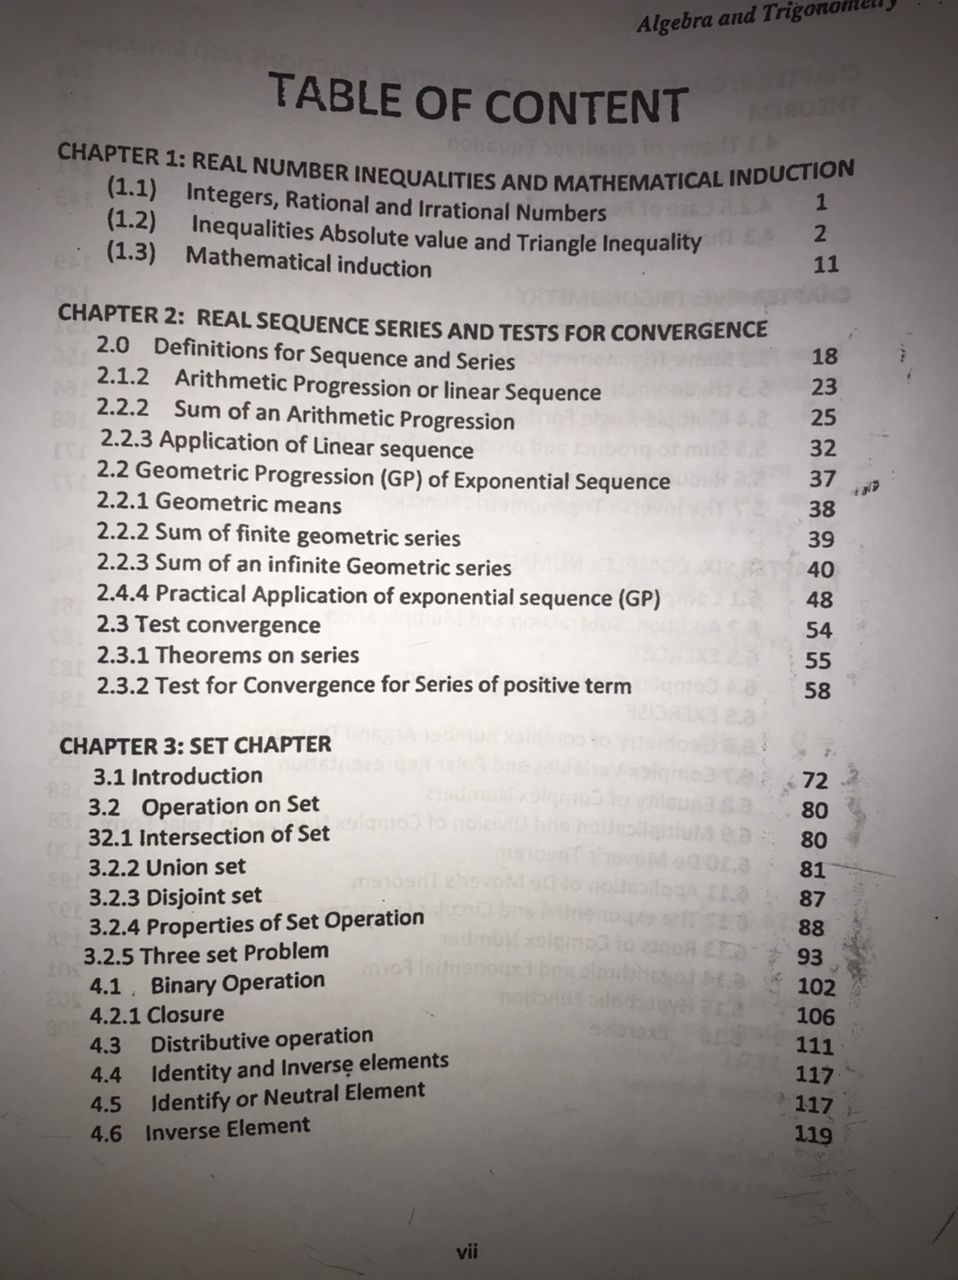 Algebra and Trigonometry
TABLE OF CONTENT
CHAPTER 1: REAL NUMBER INEQUALITIES AND MATHEMATICAL INDUCTION
(1.1) Integers, Rational and Irrational Numbers 1
(1.2) Inequalities Absolute value and Triangle Inequality 2
(1.3) Mathematical induction 11
CHAPTER 2: REAL SEQUENCE SERIES AND TESTS FOR CONVERGENCE
2.0 Definitions for Sequence and Series 18
2.1.2 Arithmetic Progression or linear Sequence 23
2.2.2 Sum of an Arithmetic Progression 25
2.2.3 Application of Linear sequence 32
2.2 Geometric Progression (GP) of Exponential Sequence 37
2.2.1 Geometric means 38
2.2.2 Sum of finite geometric series 39
2.2.3 Sum of an infinite Geometric series 40
2.4.4 Practical Application of exponential sequence (GP) 48
2.3 Test convergence 54
2.3.1 Theorems on series 55
2.3.2 Test for Convergence for Series of positive term 58
CHAPTER 3: SET CHAPTER
3.1 Introduction 72
3.2 Operation on Set 80
32.1 Intersection of Set 80
3.2.2 Union set 81
3.2.3 Disjoint set 87
3.2.4 Properties of Set Operation 88
3.2.5 Three set Problem 93
4.1 Binary Operation 102
4.2.1 Closure 106
4.3 Distributive operation 111
4.4 Identity and Inverse elements 117
4.5 Identify or Neutral Element 117
4.6 Inverse Element 119
vii